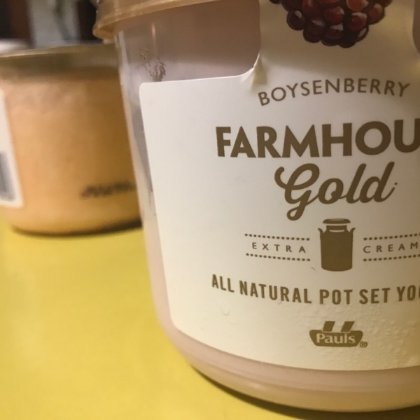 BOYSENBERRY
FARMHOU
Gold
EXTRA CREAM
ALL NATURAL POT SET YO
Pauls®